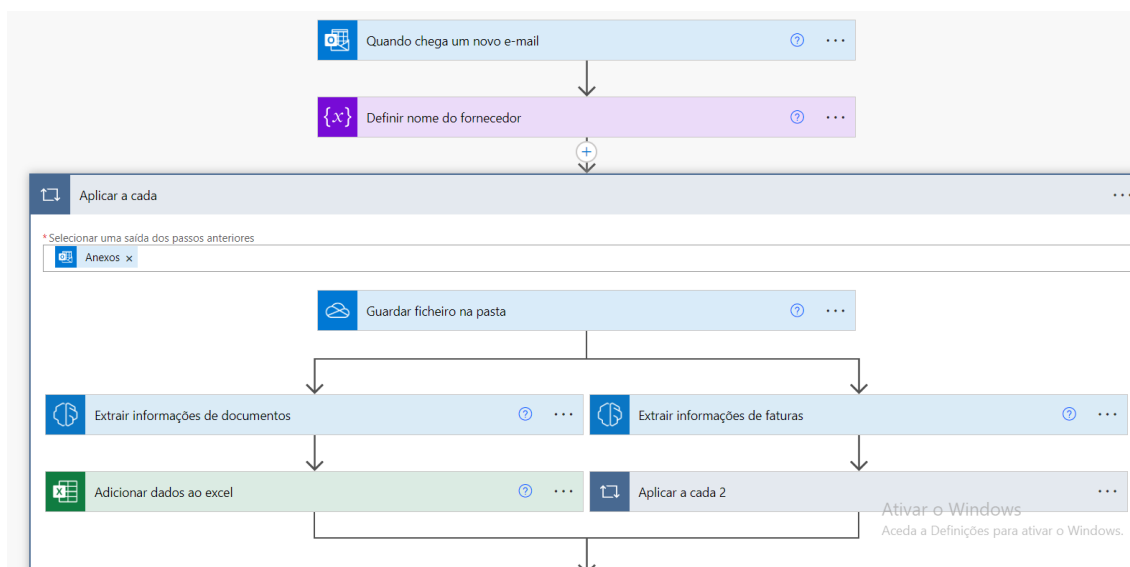 Quando chega um novo e-mail
{x} Definir nome do fornecedor
Aplicar a cada
*Selecionar uma saída dos passos anteriores
Anexos ×
Guardar ficheiro na pasta
Extrair informações de documentos
Extrair informações de faturas
Adicionar dados ao excel
Aplicar a cada 2
Ativar o Windows
Aceda a Definições para ativar o Windows.